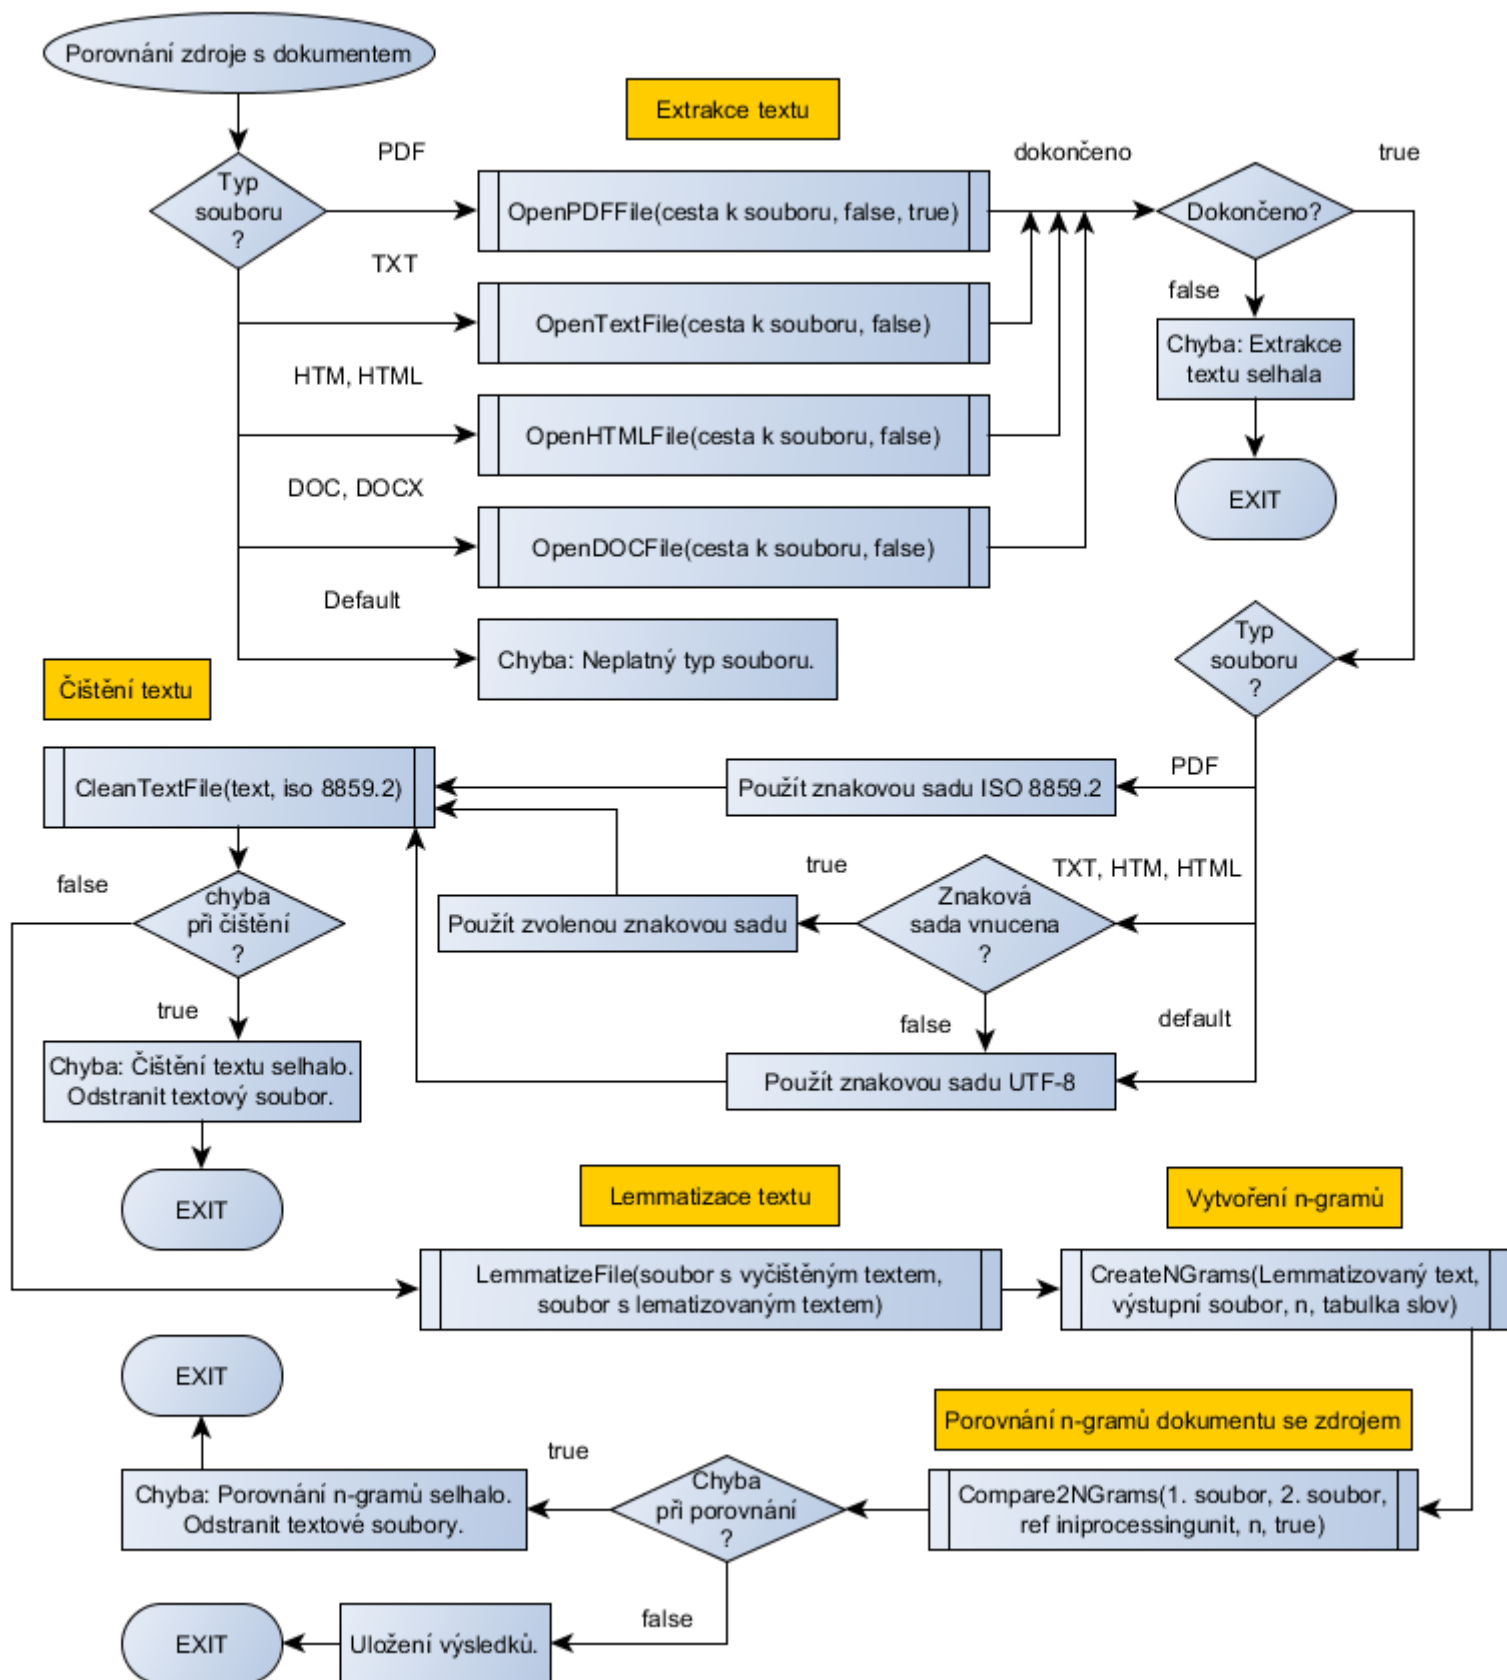 Porovnání zdroje s dokumentem
Extrakce textu
PDF
dokončeno
true
Typ
souboru
?
OpenPDFFile(cesta k souboru, false, true)
Dokončeno?
TXT
false
OpenTextFile(cesta k souboru, false)
Chyba: Extrakce
textu selhala
HTM, HTML
OpenHTMLFile(cesta k souboru, false)
DOC, DOCX
EXIT
OpenDOCFile(cesta k souboru, false)
Default
Typ
souboru
?
Chyba: Neplatný typ souboru.
Čištění textu
PDF
CleanTextFile(text, iso 8859.2)
Použít znakovou sadu ISO 8859.2
false
true
TXT, HTM, HTML
chyba
při čištění
?
Použít zvolenou znakovou sadu
Znaková
sada vnucena
?
true
false
default
Chyba: Čištění textu selhalo.
Odstranit textový soubor.
Použít znakovou sadu UTF-8
EXIT
Lemmatizace textu
Vytvoření n-gramů
LemmatizeFile(soubor s vyčištěným textem,
soubor s lematizovaným textem)
CreateNGrams(Lemmatizovaný text,
výstupní soubor, n, tabulka slov)
EXIT
Porovnání n-gramů dokumentu se zdrojem
true
Chyba: Porovnání n-gramů selhalo.
Odstranit textové soubory.
Chyba
při porovnání
?
Compare2NGrams(1. soubor, 2. soubor,
ref iniprocessingunit, n, true)
false
EXIT
Uložení výsledků.